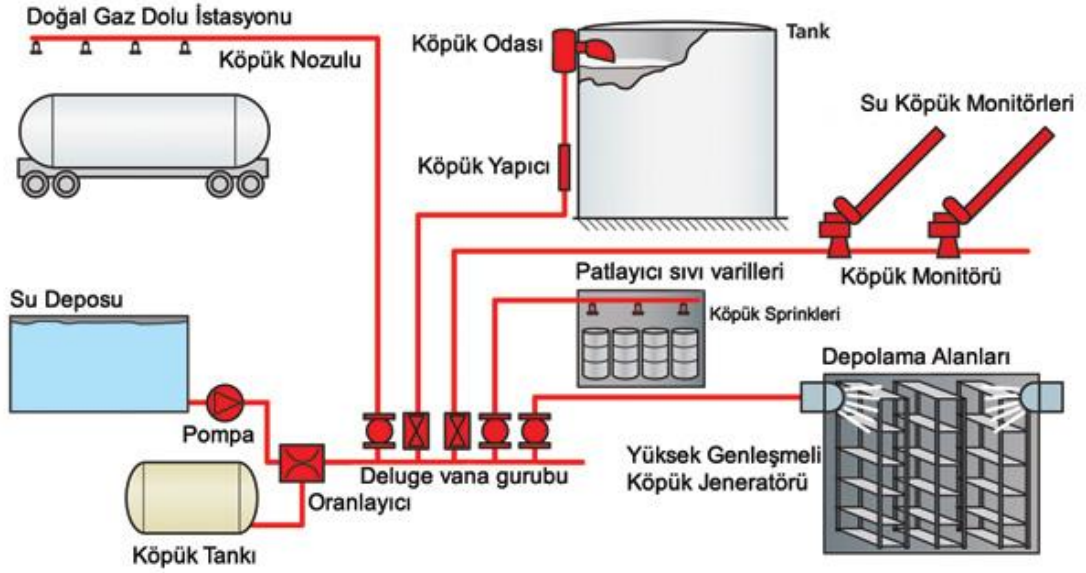 Doğal Gaz Dolu İstasyonu
Köpük Nozulu
Köpük Odası
Tank
Su Köpük Monitörleri
Köpük Yapıcı
Patlayıcı sıvı varilleri
Köpük Monitörü
Su Deposu
Köpük Sprinkleri
Depolama Alanları
Pompa
Deluge vana gurubu
Yüksek Genleşmeli
Köpük Jeneratörü
Oranlayıcı
Köpük Tankı